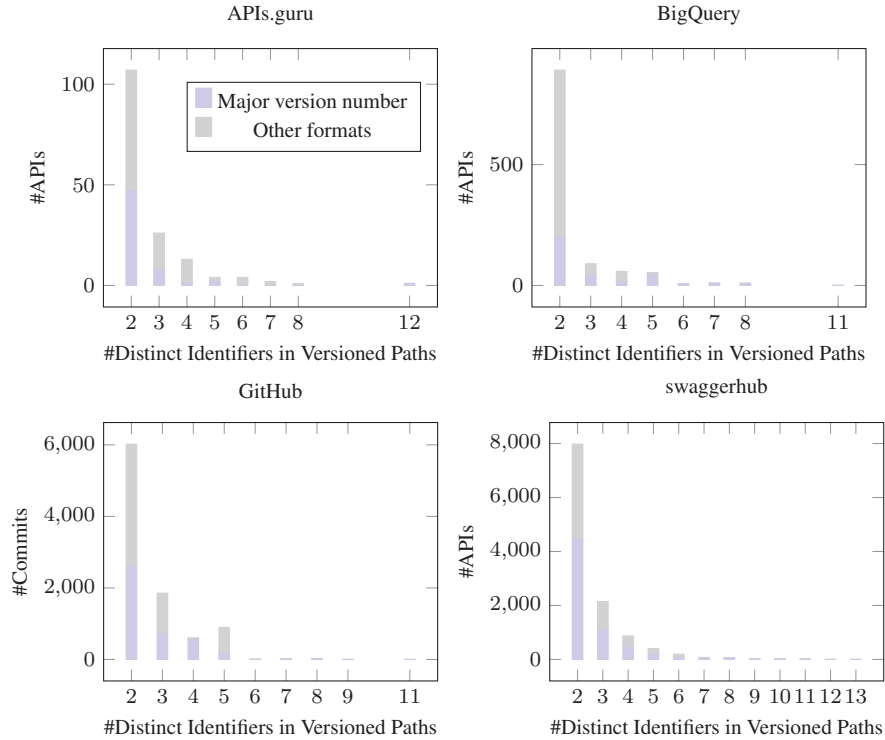 APIs.guru
#APIs
100
50
0
Major version number
Other formats
2 3 4 5 6 7 8 12
#Distinct Identifiers in Versioned Paths
BigQuery
#APIs
500
0
2 3 4 5 6 7 8 11
#Distinct Identifiers in Versioned Paths
GitHub
#Commits
6,000
4,000
2,000
0
2 3 4 5 6 7 8 9 11
#Distinct Identifiers in Versioned Paths
swaggerhub
#APIs
8,000
6,000
4,000
2,000
0
2 3 4 5 6 7 8 9 10 11 12 13
#Distinct Identifiers in Versioned Paths